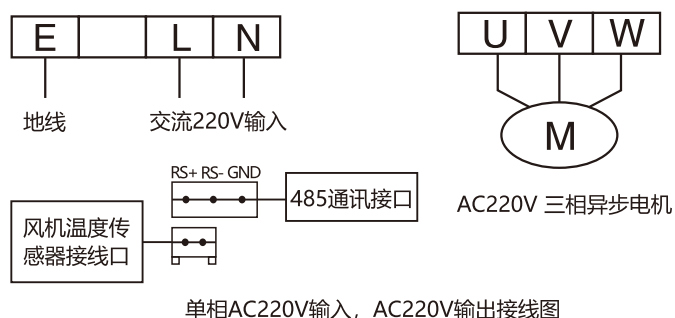 E L N
U V W
地线
交流220V输入
M
AC220V 三相异步电机
RS+ RS- GND
485通讯接口
风机温度传
感器接线口
单相AC220V输入，AC220V输出接线图